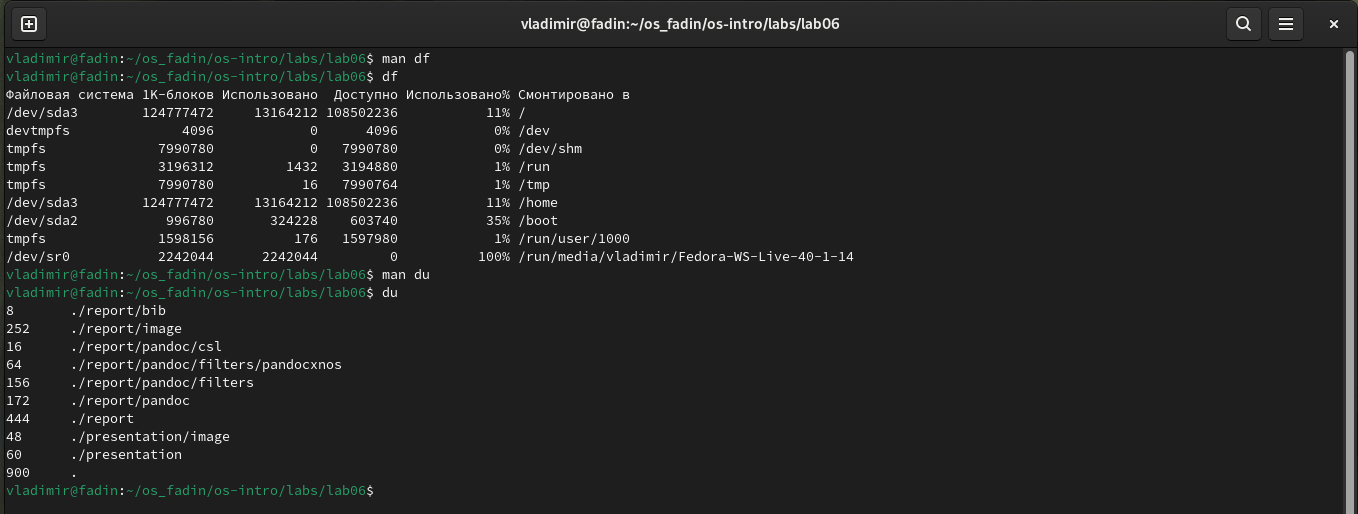 vladimir@fadin:~/os_fadin/os-intro/labs/lab06
vladimir@fadin:~/os_fadin/os-intro/labs/lab06$ man df
vladimir@fadin:~/os_fadin/os-intro/labs/lab06$ df
Файловая система 1K-блоков Использовано  Доступно Использовано% Смонтировано в
/dev/sda3        124777472     13164212 108502236           11% /
devtmpfs              4096            0      4096            0% /dev
tmpfs              7990780            0   7990780            0% /dev/shm
tmpfs              3196312         1432   3194880            1% /run
tmpfs              7990780           16   7990764            1% /tmp
/dev/sda3        124777472     13164212 108502236           11% /home
/dev/sda2           996780       324228    603740           35% /boot
tmpfs              1598156          176   1597980            1% /run/user/1000
/dev/sr0           2242044      2242044         0          100% /run/media/vladimir/Fedora-WS-Live-40-1-14
vladimir@fadin:~/os_fadin/os-intro/labs/lab06$ man du
vladimir@fadin:~/os_fadin/os-intro/labs/lab06$ du
8       ./report/bib
252     ./report/image
16      ./report/pandoc/csl
64      ./report/pandoc/filters/pandocxnos
156     ./report/pandoc/filters
172     ./report/pandoc
444     ./report
48      ./presentation/image
60      ./presentation
900     .
vladimir@fadin:~/os_fadin/os-intro/labs/lab06$